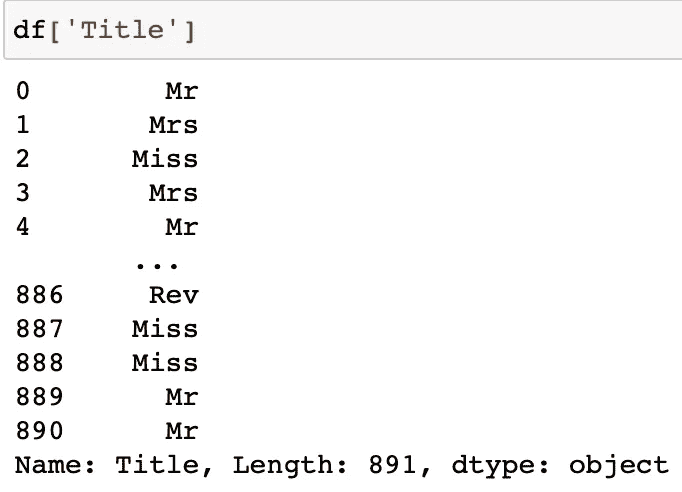 df['Title']
0 Mr
1 Mrs
2 Miss
3 Mrs
4 Mr
...
886 Rev
887 Miss
888 Miss
889 Mr
890 Mr
Name: Title, Length: 891, dtype: object